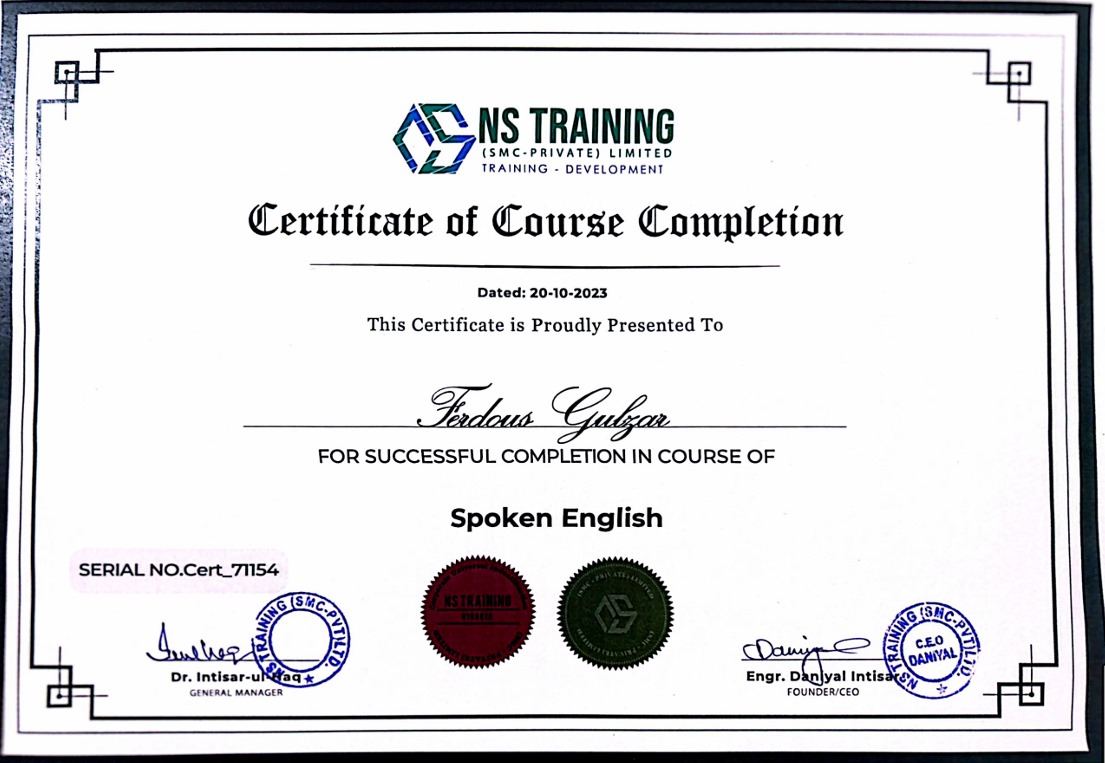 NS TRAINING
(SMC-PRIVATE) LIMITED
TRAINING - DEVELOPMENT
Certificate of Course Completion
Dated: 20-10-2023
This Certificate is Proudly Presented To
Ferdous Gulzar
FOR SUCCESSFUL COMPLETION IN COURSE OF
Spoken English
SERIAL NO.Cert_71154
NS TRAINING
(SMC-PRIVATE) LIMITED
NS TRAINING (SMC-PVT) LTD.
NS TRAINING (SMC-PVT) LTD.
C.E.O
DANIYAL
Dr. Intisar-ul-Haq
GENERAL MANAGER
Engr. Daniyal Intisar
FOUNDER/CEO